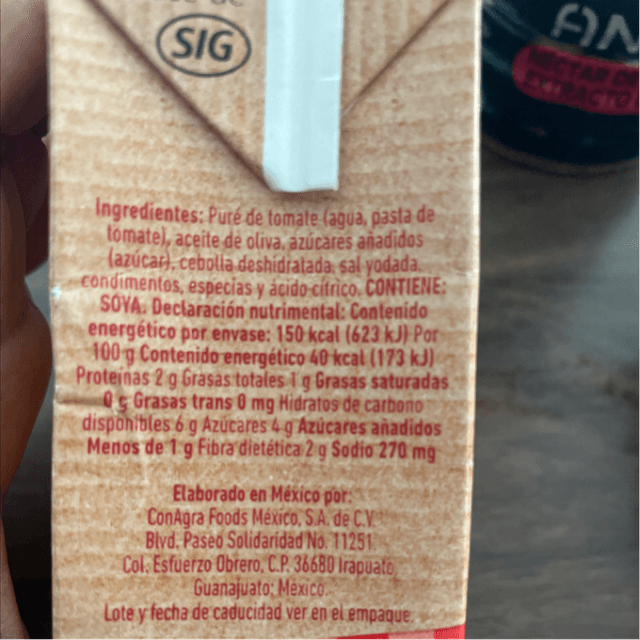 de
SIG
AN
NÉCTAR DE
EXTRACTO
Ingredientes: Puré de tomate (agua, pasta de
tomate), aceite de oliva, azúcares añadidos
(azúcar), cebolla deshidratada, sal yodada,
condimentos, especias y ácido cítrico. CONTIENE:
SOYA. Declaración nutrimental: Contenido
energético por envase: 150 kcal (623 kJ) Por
100 g Contenido energético 40 kcal (173 kJ)
Proteínas 2 g Grasas totales 1 g Grasas saturadas
0 g Grasas trans 0 mg Hidratos de carbono
disponibles 6 g Azúcares 4 g Azúcares añadidos
Menos de 1 g Fibra dietética 2 g Sodio 270 mg
Elaborado en México por:
ConAgra Foods México, S.A. de C.V.
Blvd. Paseo Solidaridad No. 11251
Col. Esfuerzo Obrero, C.P. 36680 Irapuato,
Guanajuato; México.
Lote y fecha de caducidad ver en el empaque.